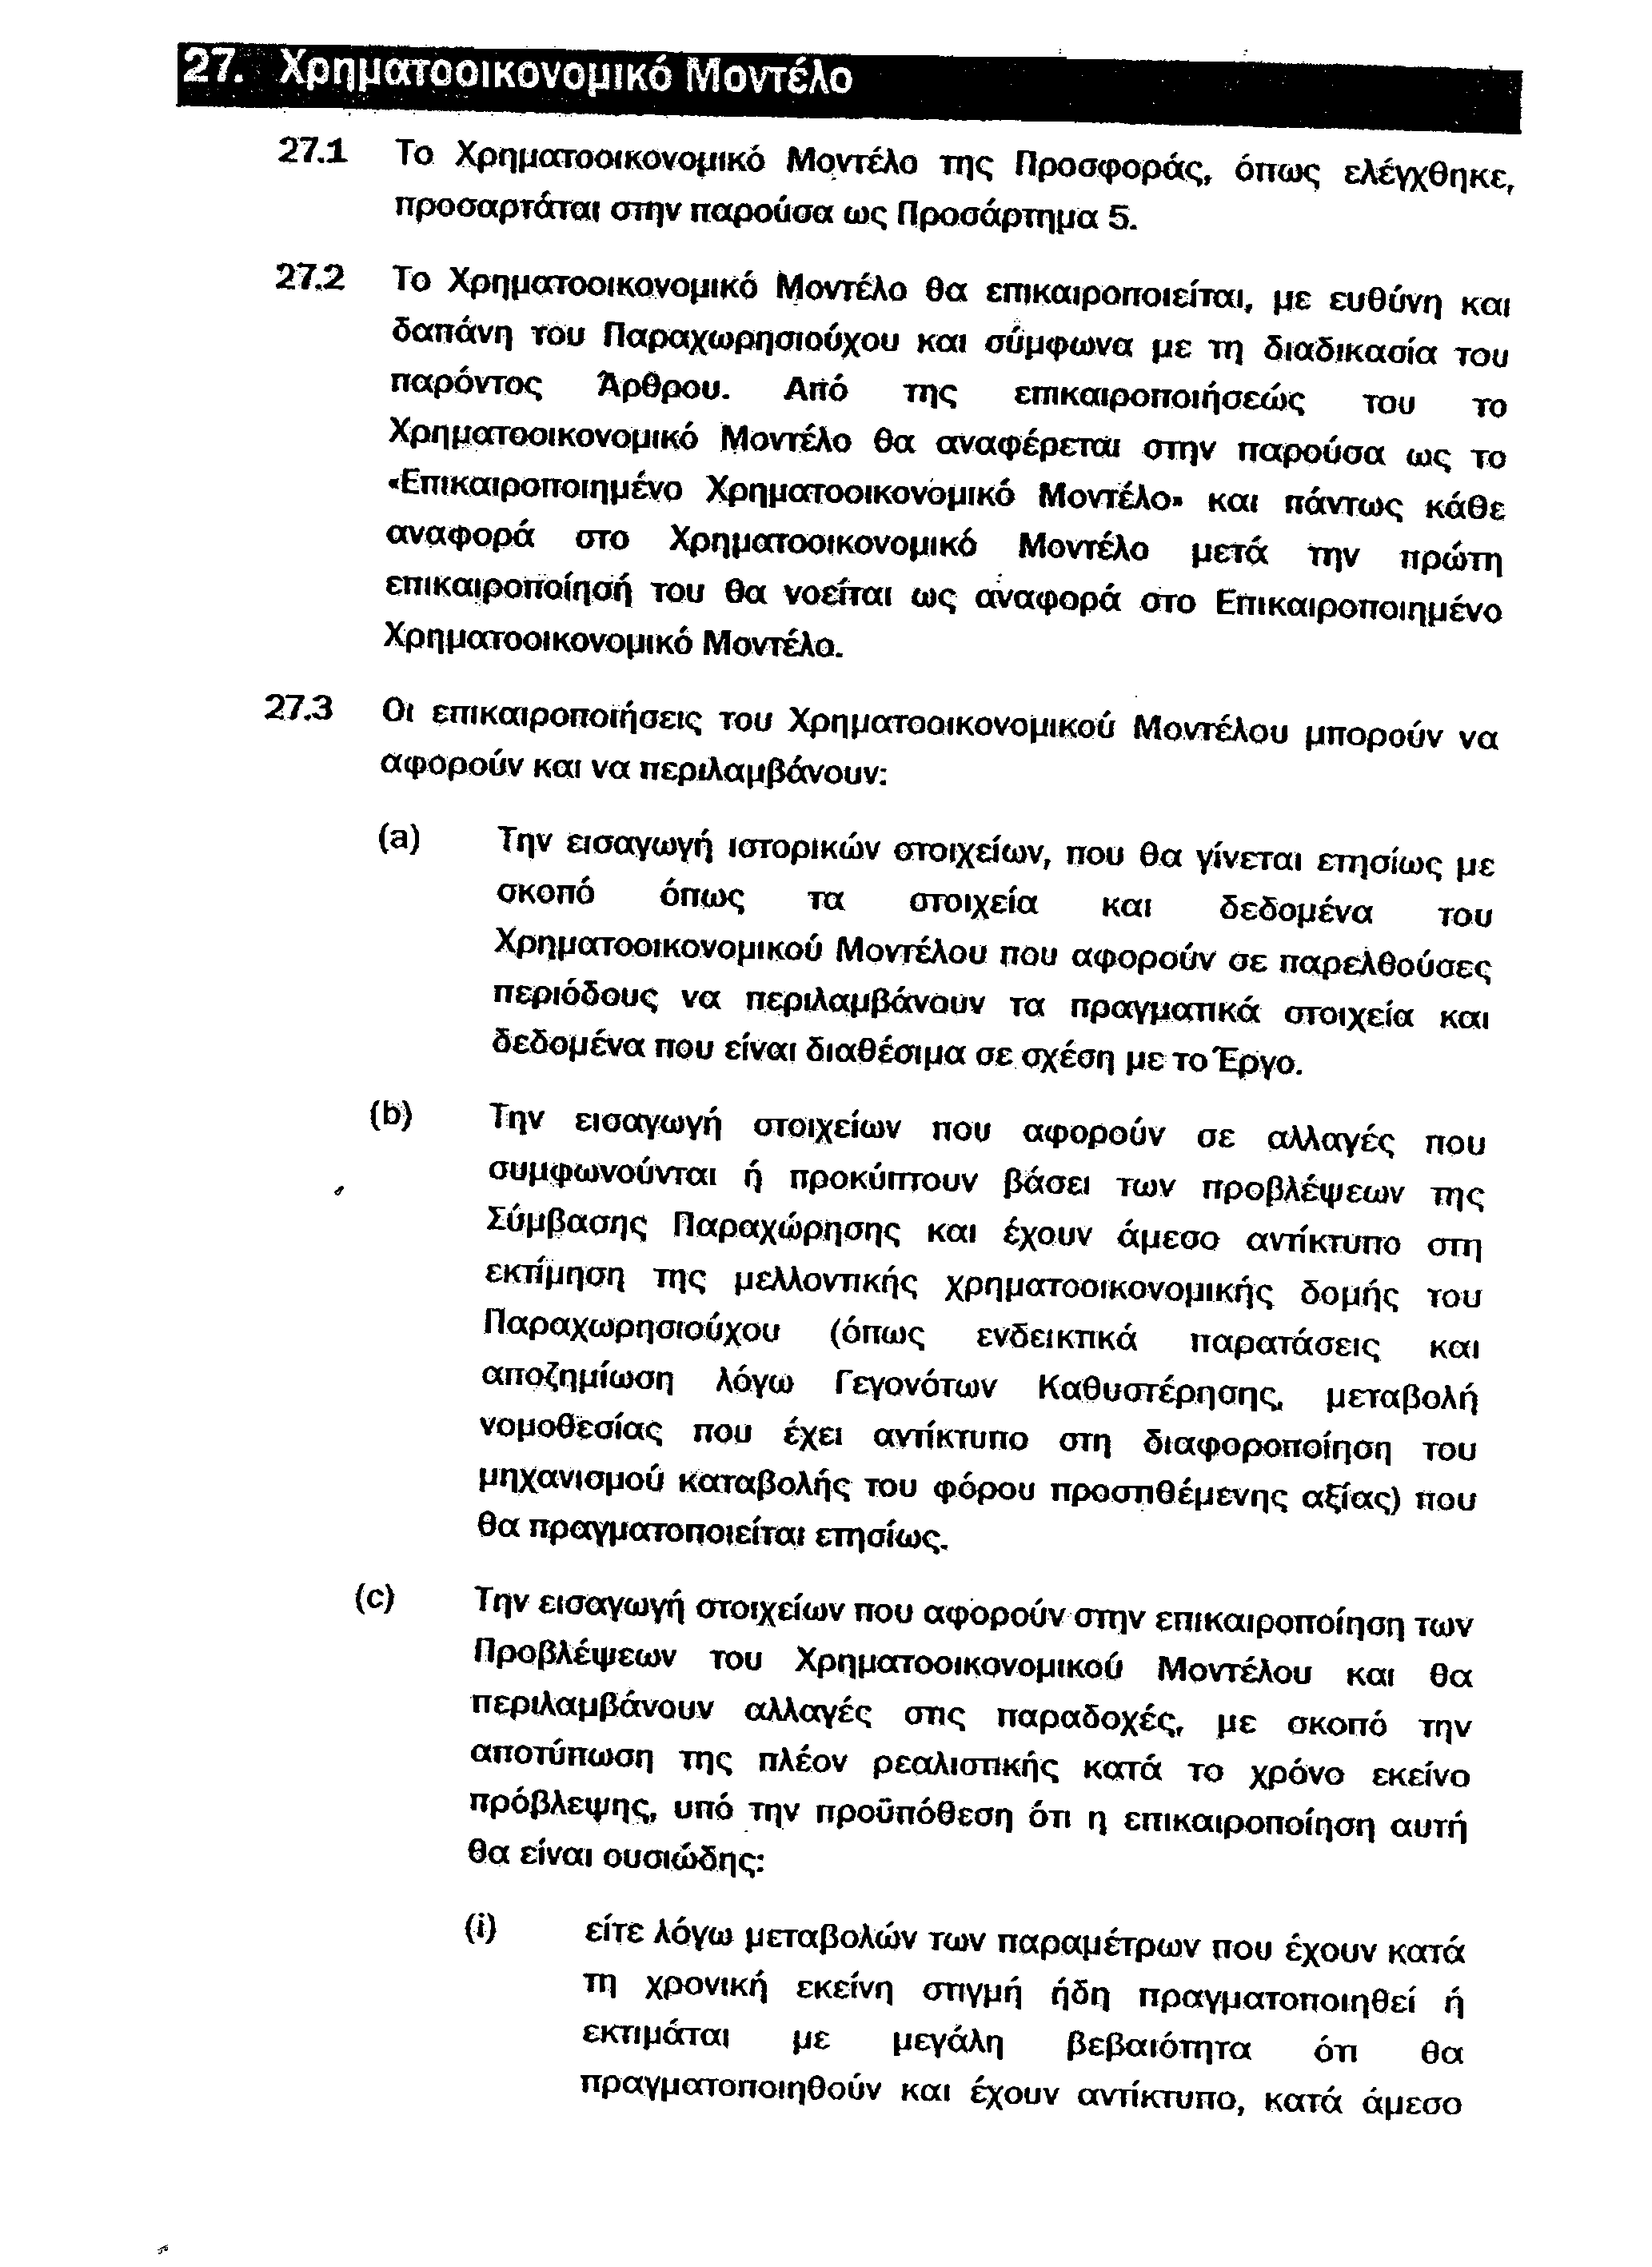 27. Χρηματοοικονομικό Μοντέλο
27.1 Το Χρηματοοικονομικό Μοντέλο της Προσφοράς, όπως ελέγχθηκε,
προσαρτάται στην παρούσα ως Προσάρτημα 5.
27.2 Το Χρηματοοικονομικό Μοντέλο θα επικαιροποιείται, με ευθύνη και
δαπάνη του Παραχωρησιούχου και σύμφωνα με τη διαδικασία του
παρόντος Άρθρου. Από της επικαιροποιήσεώς του το
Χρηματοοικονομικό Μοντέλο θα αναφέρεται στην παρούσα ως το
«Επικαιροποιημένο Χρηματοοικονομικό Μοντέλο» και πάντως κάθε
αναφορά στο Χρηματοοικονομικό Μοντέλο μετά την πρώτη
επικαιροποίησή του θα νοείται ως αναφορά στο Επικαιροποιημένο
Χρηματοοικονομικό Μοντέλο.
27.3 Οι επικαιροποιήσεις του Χρηματοοικονομικού Μοντέλου μπορούν να
αφορούν και να περιλαμβάνουν:
(a) Την εισαγωγή ιστορικών στοιχείων, που θα γίνεται ετησίως με
σκοπό όπως τα στοιχεία και δεδομένα του
Χρηματοοικονομικού Μοντέλου που αφορούν σε παρελθούσες
περιόδους να περιλαμβάνουν τα πραγματικά στοιχεία και
δεδομένα που είναι διαθέσιμα σε σχέση με το Έργο.
(b) Την εισαγωγή στοιχείων που αφορούν σε αλλαγές που
συμφωνούνται ή προκύπτουν βάσει των προβλέψεων της
Σύμβασης Παραχώρησης και έχουν άμεσο αντίκτυπο στη
εκτίμηση της μελλοντικής χρηματοοικονομικής δομής του
Παραχωρησιούχου (όπως ενδεικτικά παρατάσεις και
αποζημίωση λόγω Γεγονότων Καθυστέρησης, μεταβολή
νομοθεσίας που έχει αντίκτυπο στη διαφοροποίηση του
μηχανισμού καταβολής του φόρου προστιθέμενης αξίας) που
θα πραγματοποιείται ετησίως.
(c) Την εισαγωγή στοιχείων που αφορούν στην επικαιροποίηση των
Προβλέψεων του Χρηματοοικονομικού Μοντέλου και θα
περιλαμβάνουν αλλαγές στις παραδοχές, με σκοπό την
αποτύπωση της πλέον ρεαλιστικής κατά το χρόνο εκείνο
πρόβλεψης, υπό την προϋπόθεση ότι η επικαιροποίηση αυτή
θα είναι ουσιώδης:
(i) είτε λόγω μεταβολών των παραμέτρων που έχουν κατά
τη χρονική εκείνη στιγμή ήδη πραγματοποιηθεί ή
εκτιμάται με μεγάλη βεβαιότητα ότι θα
πραγματοποιηθούν και έχουν αντίκτυπο, κατά άμεσο